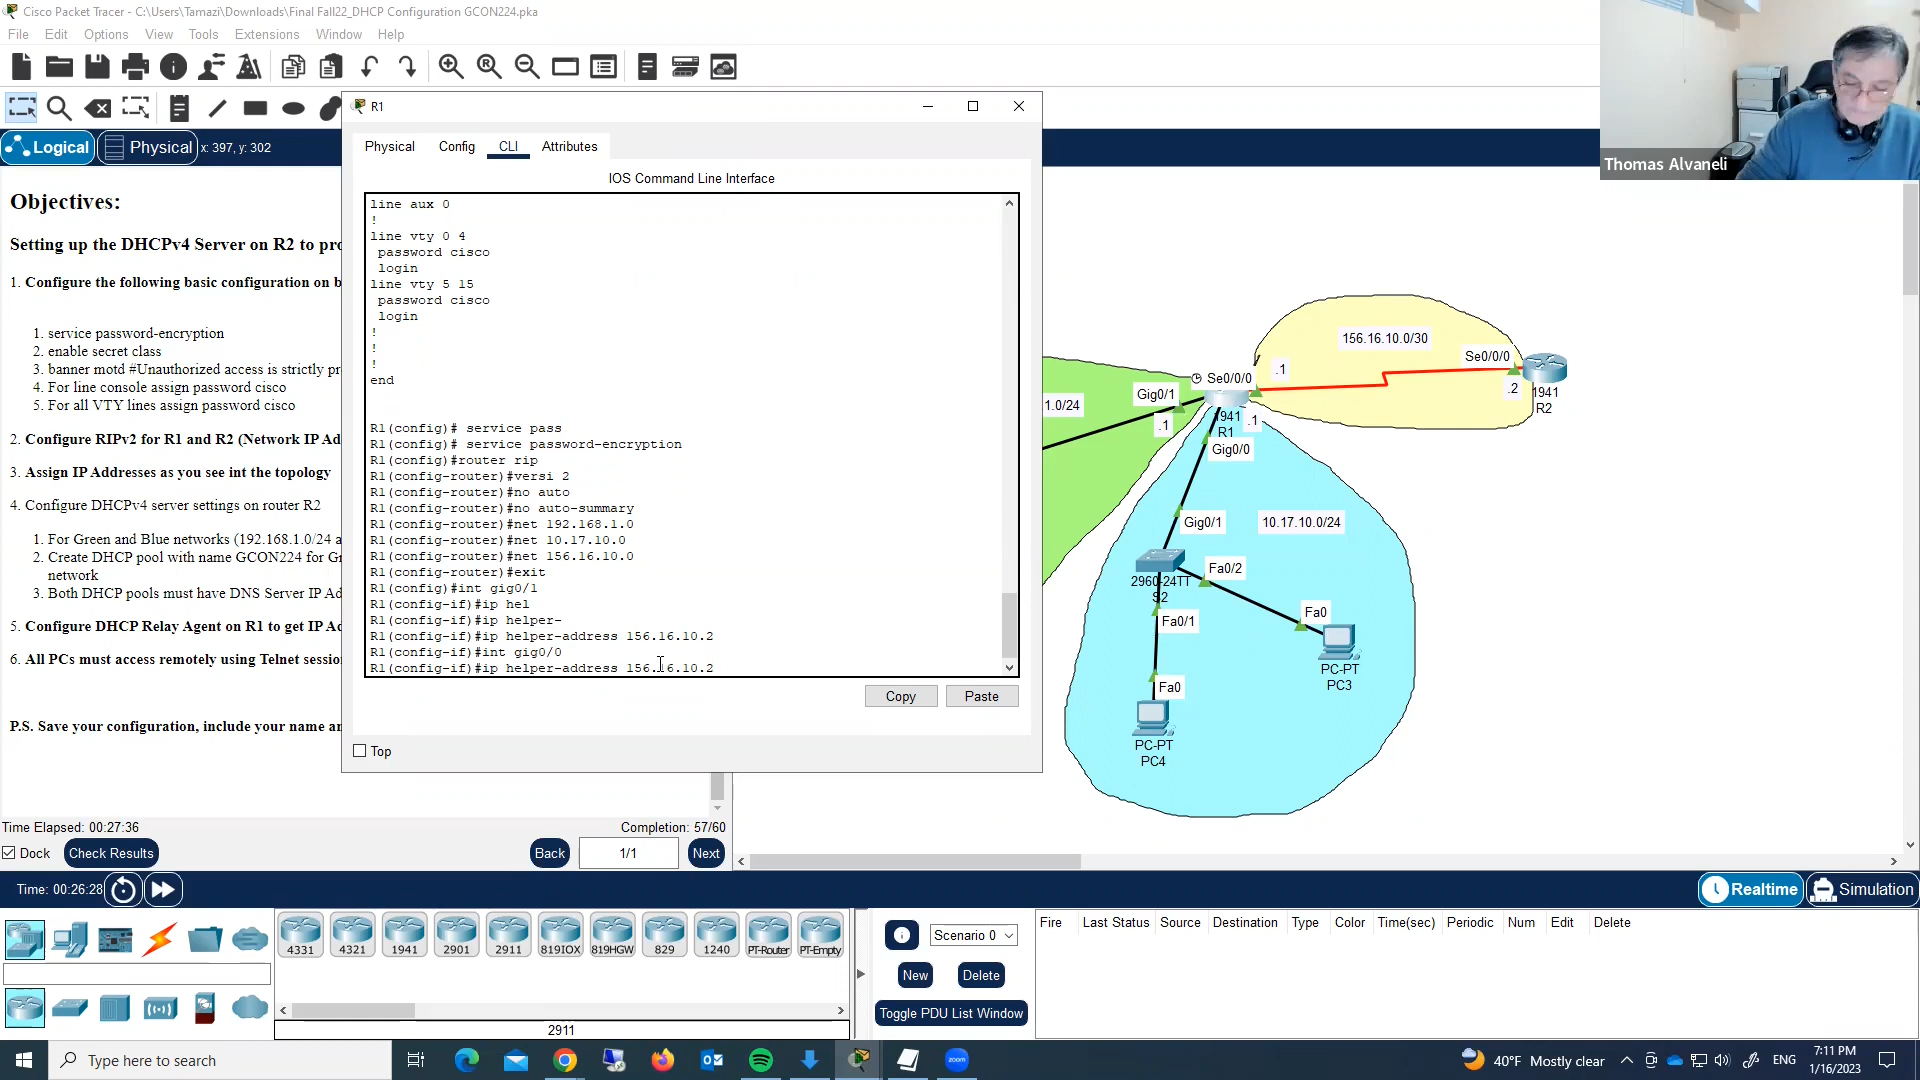 Cisco Packet Tracer - C:\Users\Tamazi\Downloads\Final Fall22_DHCP Configuration GCON224.pka
File Edit Options View Tools Extensions Window Help
Logical Physical x: 397, y: 302
Objectives:
Setting up the DHCPv4 Server on R2 to pro
1. Configure the following basic configuration on b
1. service password-encryption
2. enable secret class
3. banner motd #Unauthorized access is strictly pr
4. For line console assign password cisco
5. For all VTY lines assign password cisco
2. Configure RIPv2 for R1 and R2 (Network IP Ad
3. Assign IP Addresses as you see int the topology
4. Configure DHCPv4 server settings on router R2
1. For Green and Blue networks (192.168.1.0/24 a
2. Create DHCP pool with name GCON224 for Gr
network
3. Both DHCP pools must have DNS Server IP Ad
5. Configure DHCP Relay Agent on R1 to get IP Ad
6. All PCs must access remotely using Telnet sessio
P.S. Save your configuration, include your name an
Time Elapsed: 00:27:36
Completion: 57/60
Dock
Check Results
Back
1/1
Next
R1
Physical Config CLI Attributes
IOS Command Line Interface
line aux 0
!
line vty 0 4
password cisco
login
line vty 5 15
password cisco
login
!
!
!
end
R1(config)# service pass
R1(config)# service password-encryption
R1(config)#router rip
R1(config-router)#versi 2
R1(config-router)#no auto
R1(config-router)#no auto-summary
R1(config-router)#net 192.168.1.0
R1(config-router)#net 10.17.10.0
R1(config-router)#net 156.16.10.0
R1(config-router)#exit
R1(config)#int gig0/1
R1(config-if)#ip hel
R1(config-if)#ip helper-
R1(config-if)#ip helper-address 156.16.10.2
R1(config-if)#int gig0/0
R1(config-if)#ip helper-address 156.16.10.2
Copy
Paste
Top
Thomas Alvaneli
156.16.10.0/30
Se0/0/0
.1
Se0/0/0
.2
1941
R2
1.0/24
Gig0/1
.1
1941
R1
.1
Gig0/0
Gig0/1
10.17.10.0/24
2960-24TT
S2
Fa0/2
Fa0/1
Fa0
PC-PT
PC3
Fa0
PC-PT
PC4
Time: 00:26:28
Realtime
Simulation
4331 4321 1941 2901 2911 819IOX 819HGW 829 1240 PT-Router PT-Empty
2911
Scenario 0
New
Delete
Toggle PDU List Window
Fire Last Status Source Destination Type Color Time(sec) Periodic Num Edit Delete
Type here to search
zoom
40°F Mostly clear
ENG
7:11 PM
1/16/2023